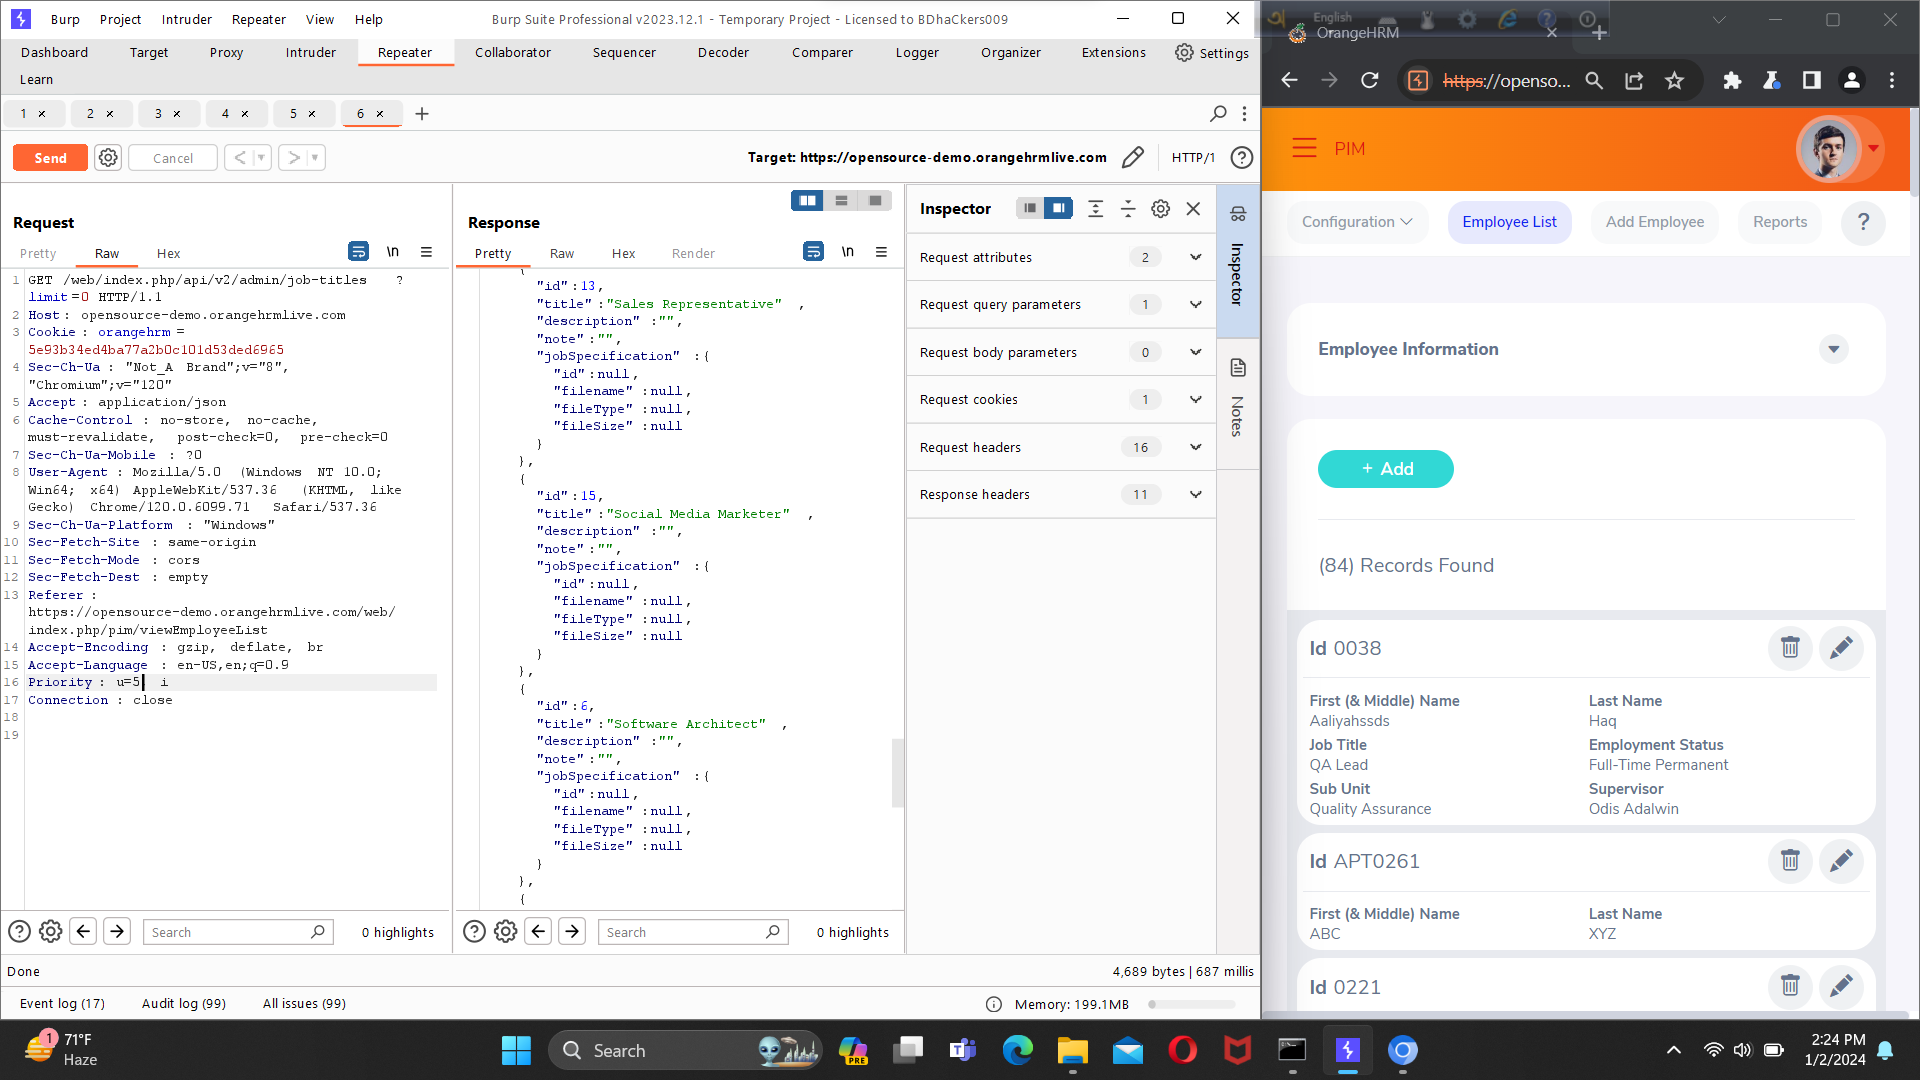 Burp Project Intruder Repeater View Help Burp Suite Professional v2023.12.1 - Temporary Project - Licensed to BDhaCkers009
Dashboard Target Proxy Intruder Repeater Collaborator Sequencer Decoder Comparer Logger Organizer Extensions Settings
Learn
1 × 2 × 3 × 4 × 5 × 6 × +
Send Cancel < > Target: https://opensource-demo.orangehrmlive.com HTTP/1 ?
Request
Pretty Raw Hex \n
1 GET /web/index.php/api/v2/admin/job-titles ?
limit=0 HTTP/1.1
2 Host: opensource-demo.orangehrmlive.com
3 Cookie: orangehrm=
5e93b34ed4ba77a2b0c101d53ded6965
4 Sec-Ch-Ua: "Not_A Brand";v="8",
"Chromium";v="120"
5 Accept: application/json
6 Cache-Control: no-store, no-cache,
must-revalidate, post-check=0, pre-check=0
7 Sec-Ch-Ua-Mobile: ?0
8 User-Agent: Mozilla/5.0 (Windows NT 10.0;
Win64; x64) AppleWebKit/537.36 (KHTML, like
Gecko) Chrome/120.0.6099.71 Safari/537.36
9 Sec-Ch-Ua-Platform: "Windows"
10 Sec-Fetch-Site: same-origin
11 Sec-Fetch-Mode: cors
12 Sec-Fetch-Dest: empty
13 Referer:
https://opensource-demo.orangehrmlive.com/web/
index.php/pim/viewEmployeeList
14 Accept-Encoding: gzip, deflate, br
15 Accept-Language: en-US,en;q=0.9
16 Priority: u=5 i
17 Connection: close
18
19
Search 0 highlights
Response
Pretty Raw Hex Render \n
{
"id":13,
"title":"Sales Representative",
"description":"",
"note":"",
"jobSpecification":{
"id":null,
"filename":null,
"fileType":null,
"fileSize":null
}
},
{
"id":15,
"title":"Social Media Marketer",
"description":"",
"note":"",
"jobSpecification":{
"id":null,
"filename":null,
"fileType":null,
"fileSize":null
}
},
{
"id":6,
"title":"Software Architect",
"description":"",
"note":"",
"jobSpecification":{
"id":null,
"filename":null,
"fileType":null,
"fileSize":null
}
},
{
Search 0 highlights
Inspector
Request attributes 2
Request query parameters 1
Request body parameters 0
Request cookies 1
Request headers 16
Response headers 11
Inspector
Notes
Done 4,689 bytes | 687 millis
Event log (17) Audit log (99) All issues (99) Memory: 199.1MB
English
OrangeHRM
https://openso...
PIM
Configuration Employee List Add Employee Reports ?
Employee Information
+ Add
(84) Records Found
Id 0038
First (& Middle) Name Last Name
Aaliyahssds Haq
Job Title Employment Status
QA Lead Full-Time Permanent
Sub Unit Supervisor
Quality Assurance Odis Adalwin
Id APT0261
First (& Middle) Name Last Name
ABC XYZ
Id 0221
1 71°F
Haze
Search
PRE
2:24 PM
1/2/2024